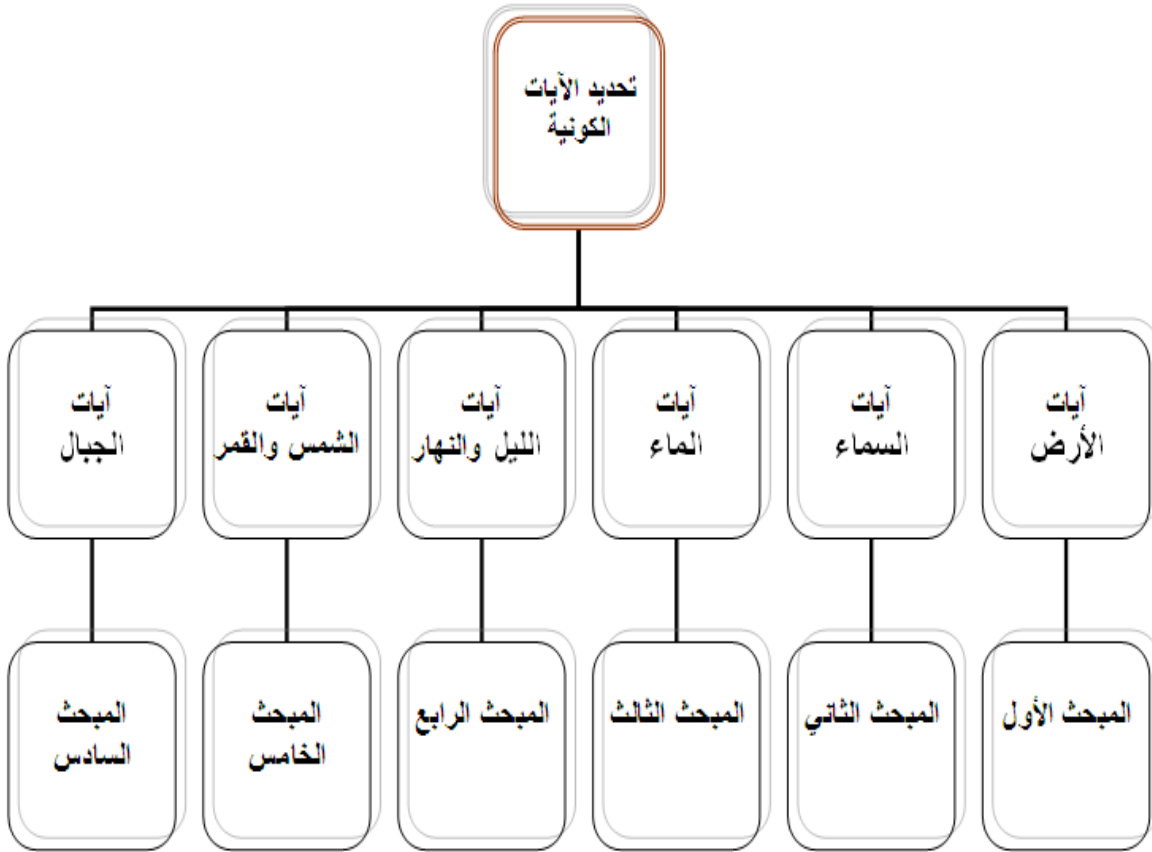 تحديد الآيات
الكونية
آيات
الأرض
آيات
السماء
آيات
الماء
آيات
الليل والنهار
آيات
الشمس والقمر
آيات
الجبال
المبحث الأول
المبحث الثاني
المبحث الثالث
المبحث الرابع
المبحث
الخامس
المبحث
السادس